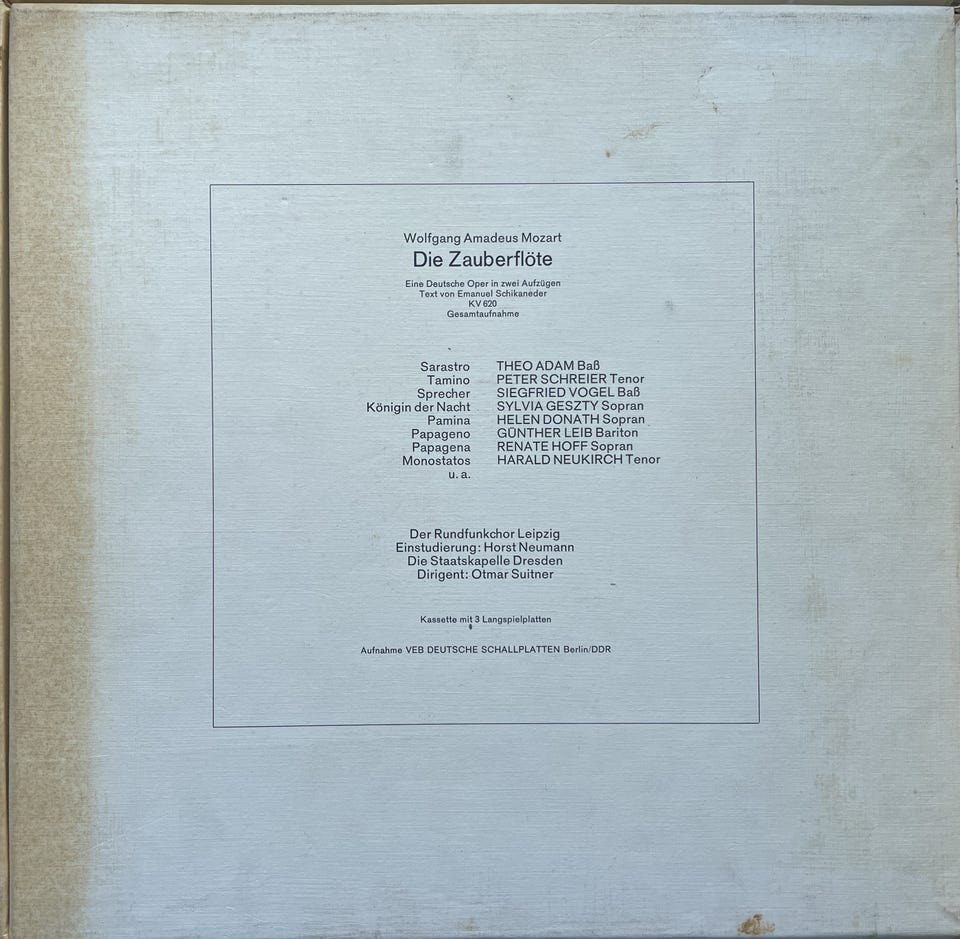 Wolfgang Amadeus Mozart
Die Zauberflöte
Eine Deutsche Oper in zwei Aufzügen
Text von Emanuel Schikaneder
KV 620
Gesamtaufnahme
Sarastro THEO ADAM Baß
Tamino PETER SCHREIER Tenor
Sprecher SIEGFRIED VOGEL Baß
Königin der Nacht SYLVIA GESZTY Sopran
Pamina HELEN DONATH Sopran
Papageno GÜNTHER LEIB Bariton
Papagena RENATE HOFF Sopran
Monostatos HARALD NEUKIRCH Tenor
u. a.
Der Rundfunkchor Leipzig
Einstudierung: Horst Neumann
Die Staatskapelle Dresden
Dirigent: Otmar Suitner
Kassette mit 3 Langspielplatten
Aufnahme VEB DEUTSCHE SCHALLPLATTEN Berlin/DDR